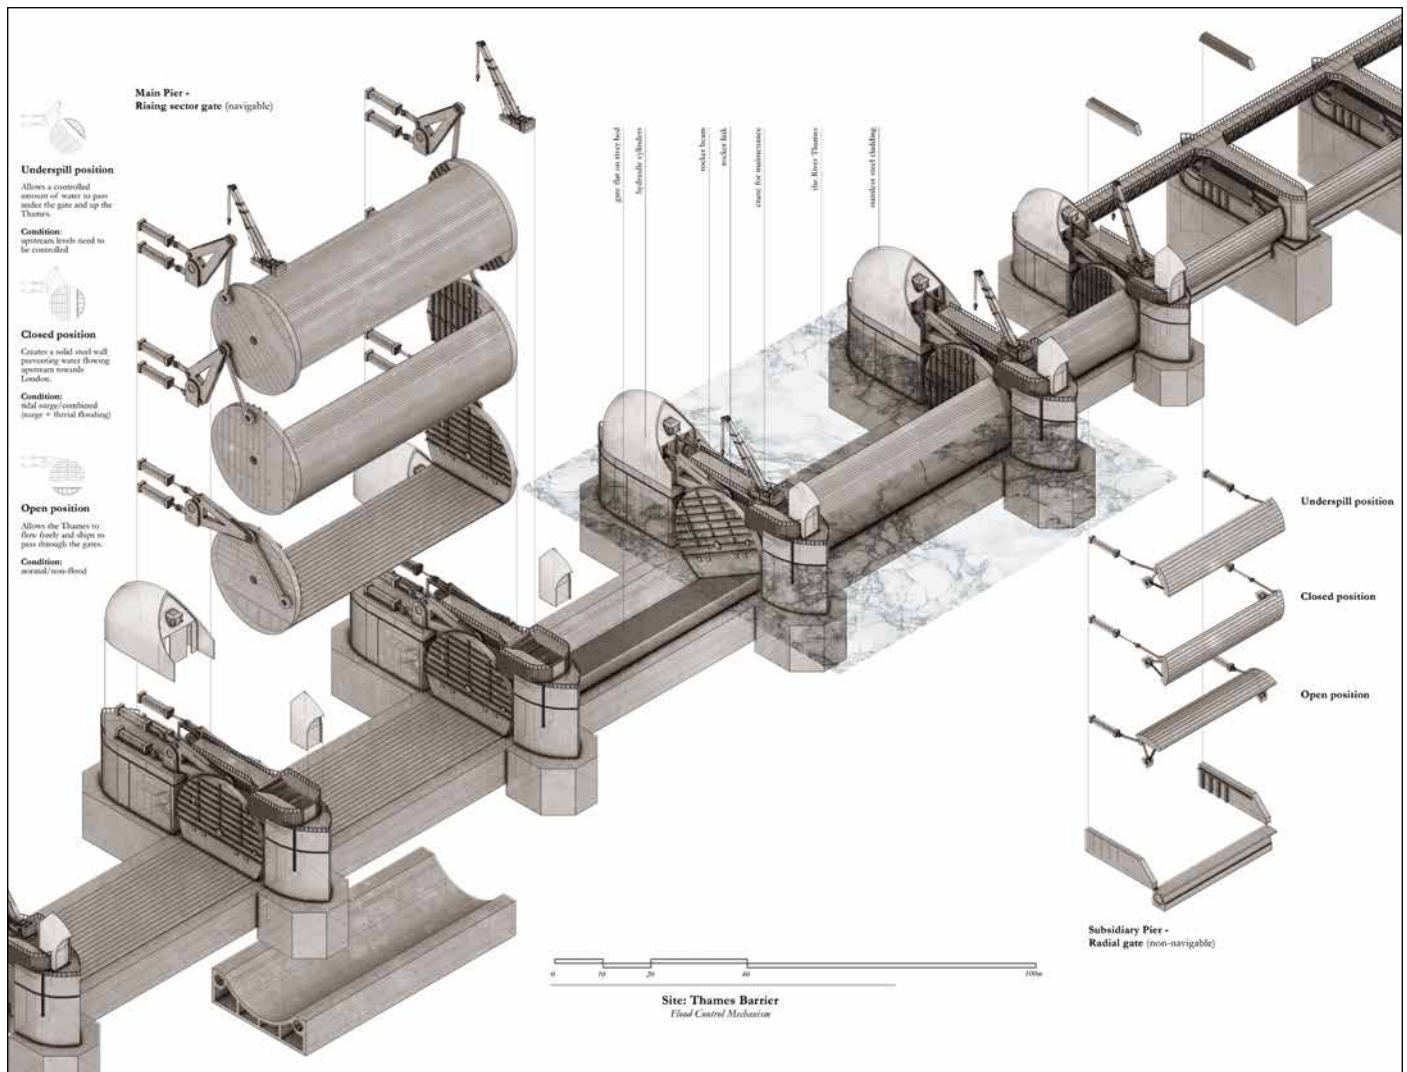 Main Pier -
Rising sector gate (navigable)
Underspill position
Allows a controlled
amount of water to pass
under the gate and up the
Thames.
Condition:
upstream levels need to
be controlled
Closed position
Creates a solid steel wall
preventing water flowing
upstream towards
London.
Condition:
tidal surge/combined
(surge + fluvial flooding)
Open position
Allows the Thames to
flow freely and ships to
pass through the gates.
Condition:
normal/non-flood
gate flat on river bed
hydraulic cylinders
rocker beam
rocker link
crane for maintenance
the River Thames
stainless steel cladding
Underspill position
Closed position
Open position
Subsidiary Pier -
Radial gate (non-navigable)
0 10 20 40 100m
Site: Thames Barrier
Flood Control Mechanism